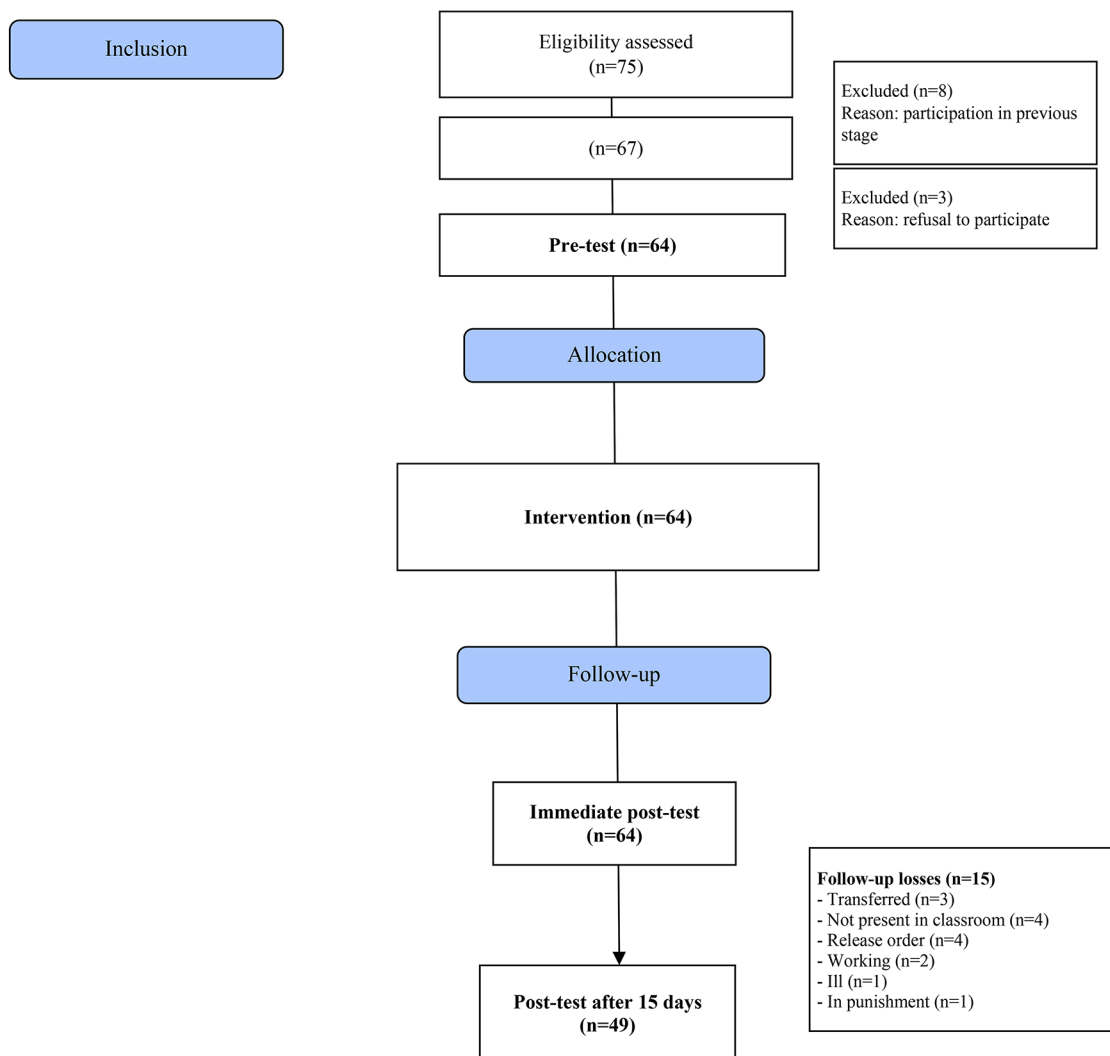 Inclusion
Eligibility assessed
(n=75)
Excluded (n=8)
Reason: participation in previous
stage
(n=67)
Excluded (n=3)
Reason: refusal to participate
Pre-test (n=64)
Allocation
Intervention (n=64)
Follow-up
Immediate post-test
(n=64)
Follow-up losses (n=15)
- Transferred (n=3)
- Not present in classroom (n=4)
- Release order (n=4)
- Working (n=2)
- Ill (n=1)
- In punishment (n=1)
Post-test after 15 days
(n=49)